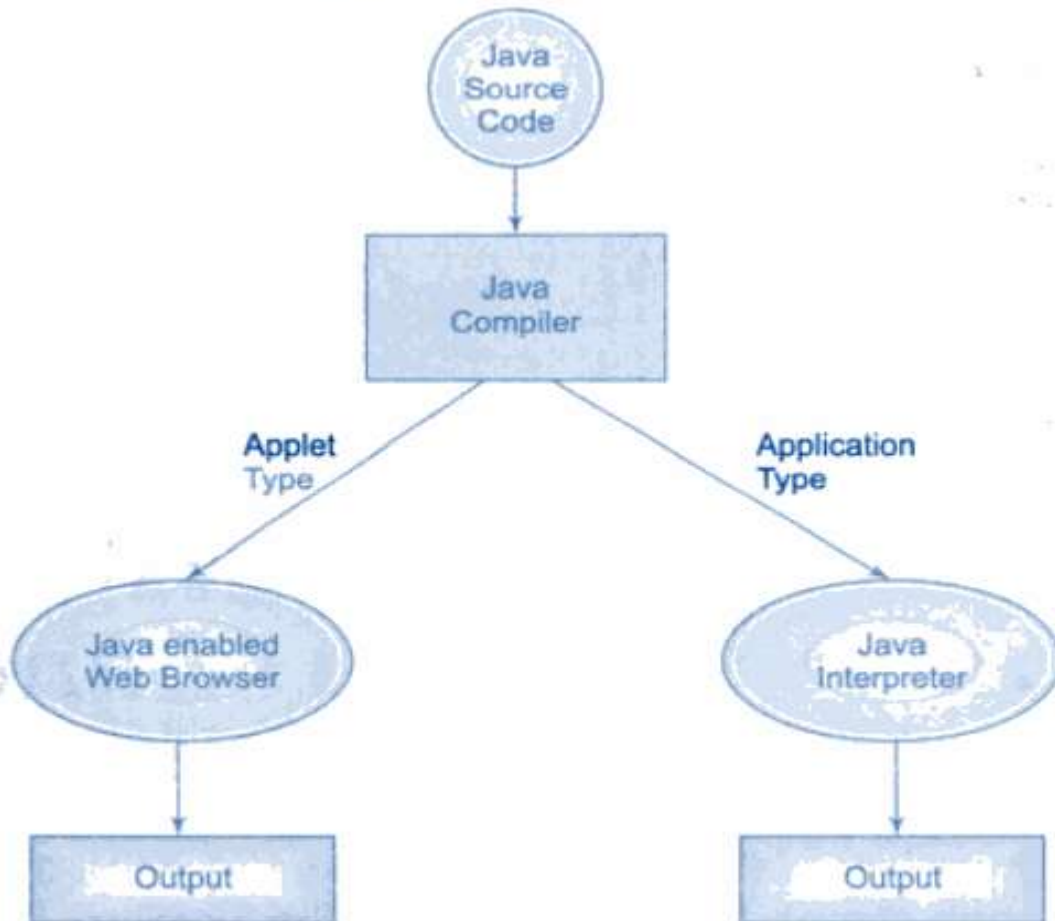 Java
Source
Code
Java
Compiler
Applet
Type
Application
Type
Java enabled
Web Browser
Java
Interpreter
Output
Output